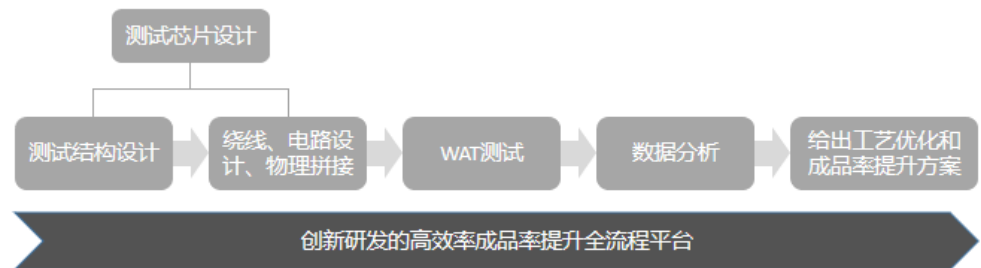 测试芯片设计
测试结构设计
绕线、电路设
计、物理拼接
WAT测试
数据分析
给出工艺优化和
成品率提升方案
创新研发的高效率成品率提升全流程平台